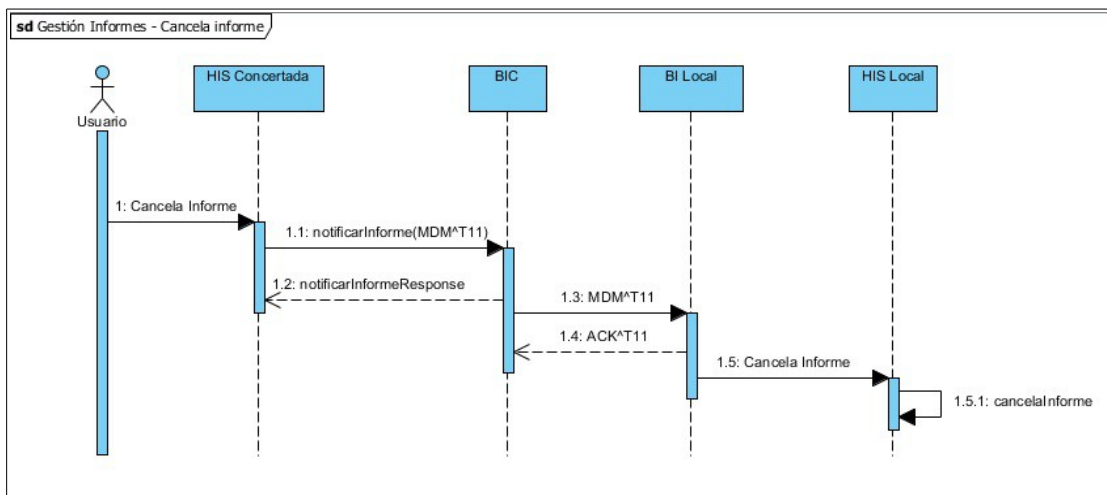 sd Gestión Informes - Cancela informe
HIS Concertada
BIC
BI Local
HIS Local
Usuario
1: Cancela Informe
1.1: notificarInforme(MDM^T11)
1.2: notificarInformeResponse
1.3: MDM^T11
1.4: ACK^T11
1.5: Cancela Informe
1.5.1: cancelaInforme